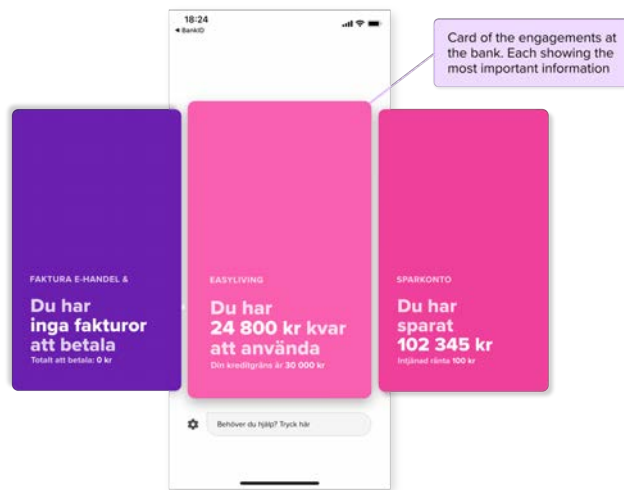 18:24
◀ BankID
Card of the engagements at
the bank. Each showing the
most important information
FAKTURA E-HANDEL &
Du har
inga fakturor
att betala
Totalt att betala: 0 kr
EASYLIVING
Du har
24 800 kr kvar
att använda
Din kreditgräns är 30 000 kr
SPARKONTO
Du har
sparat
102 345 kr
Intjänad ränta 100 kr
Behöver du hjälp? Tryck här